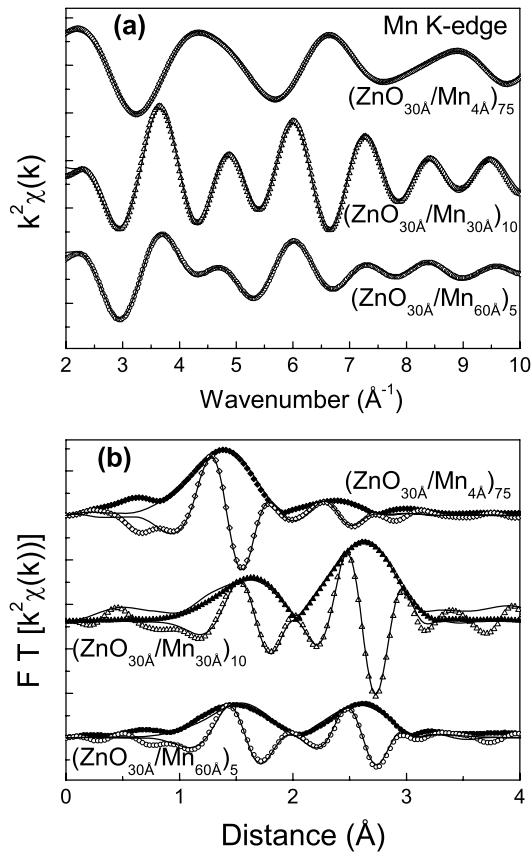 (a)
Mn K-edge
(ZnO30Å/Mn4Å)75
(ZnO30Å/Mn30Å)10
(ZnO30Å/Mn60Å)5
k²χ(k)
2 3 4 5 6 7 8 9 10
Wavenumber (Å⁻¹)
(b)
(ZnO30Å/Mn4Å)75
(ZnO30Å/Mn30Å)10
(ZnO30Å/Mn60Å)5
F T [k²χ(k))]
0 1 2 3 4
Distance (Å)